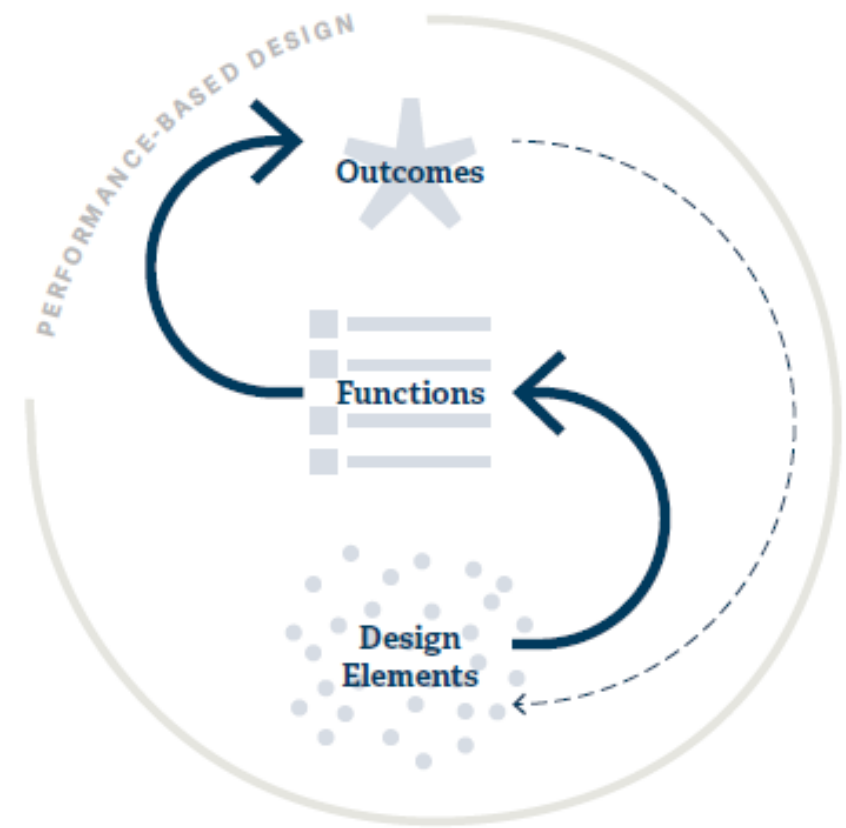 PERFORMANCE-BASED DESIGN
Outcomes
Functions
Design
Elements